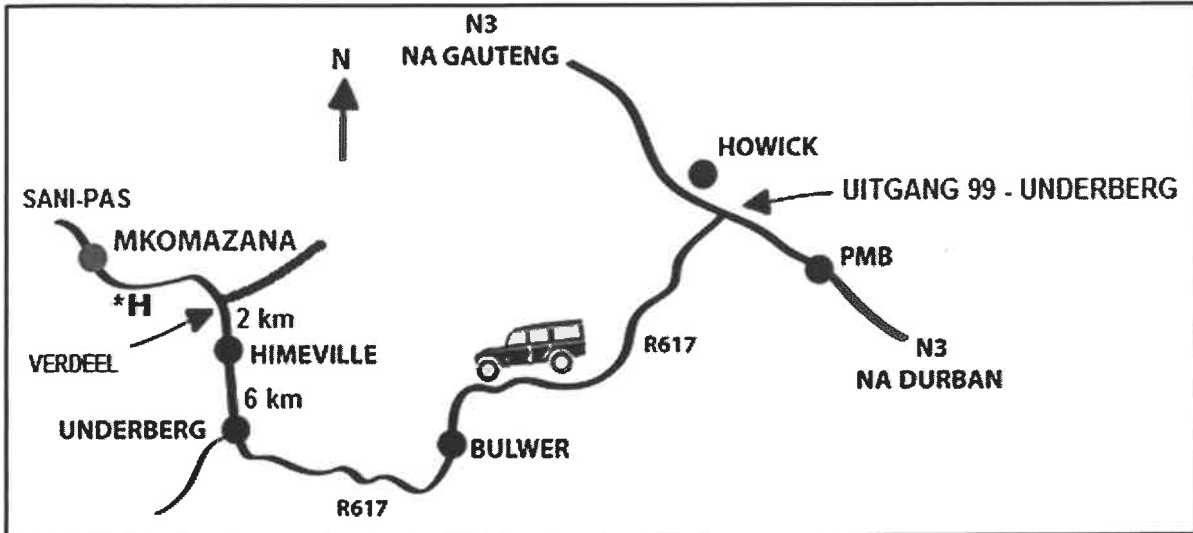 N3
NA GAUTENG
N
HOWICK
UITGANG 99 - UNDERBERG
SANI-PAS
MKOMAZANA
*H
PMB
2 km
VERDEEL
HIMEVILLE
R617
N3
NA DURBAN
6 km
UNDERBERG
BULWER
R617